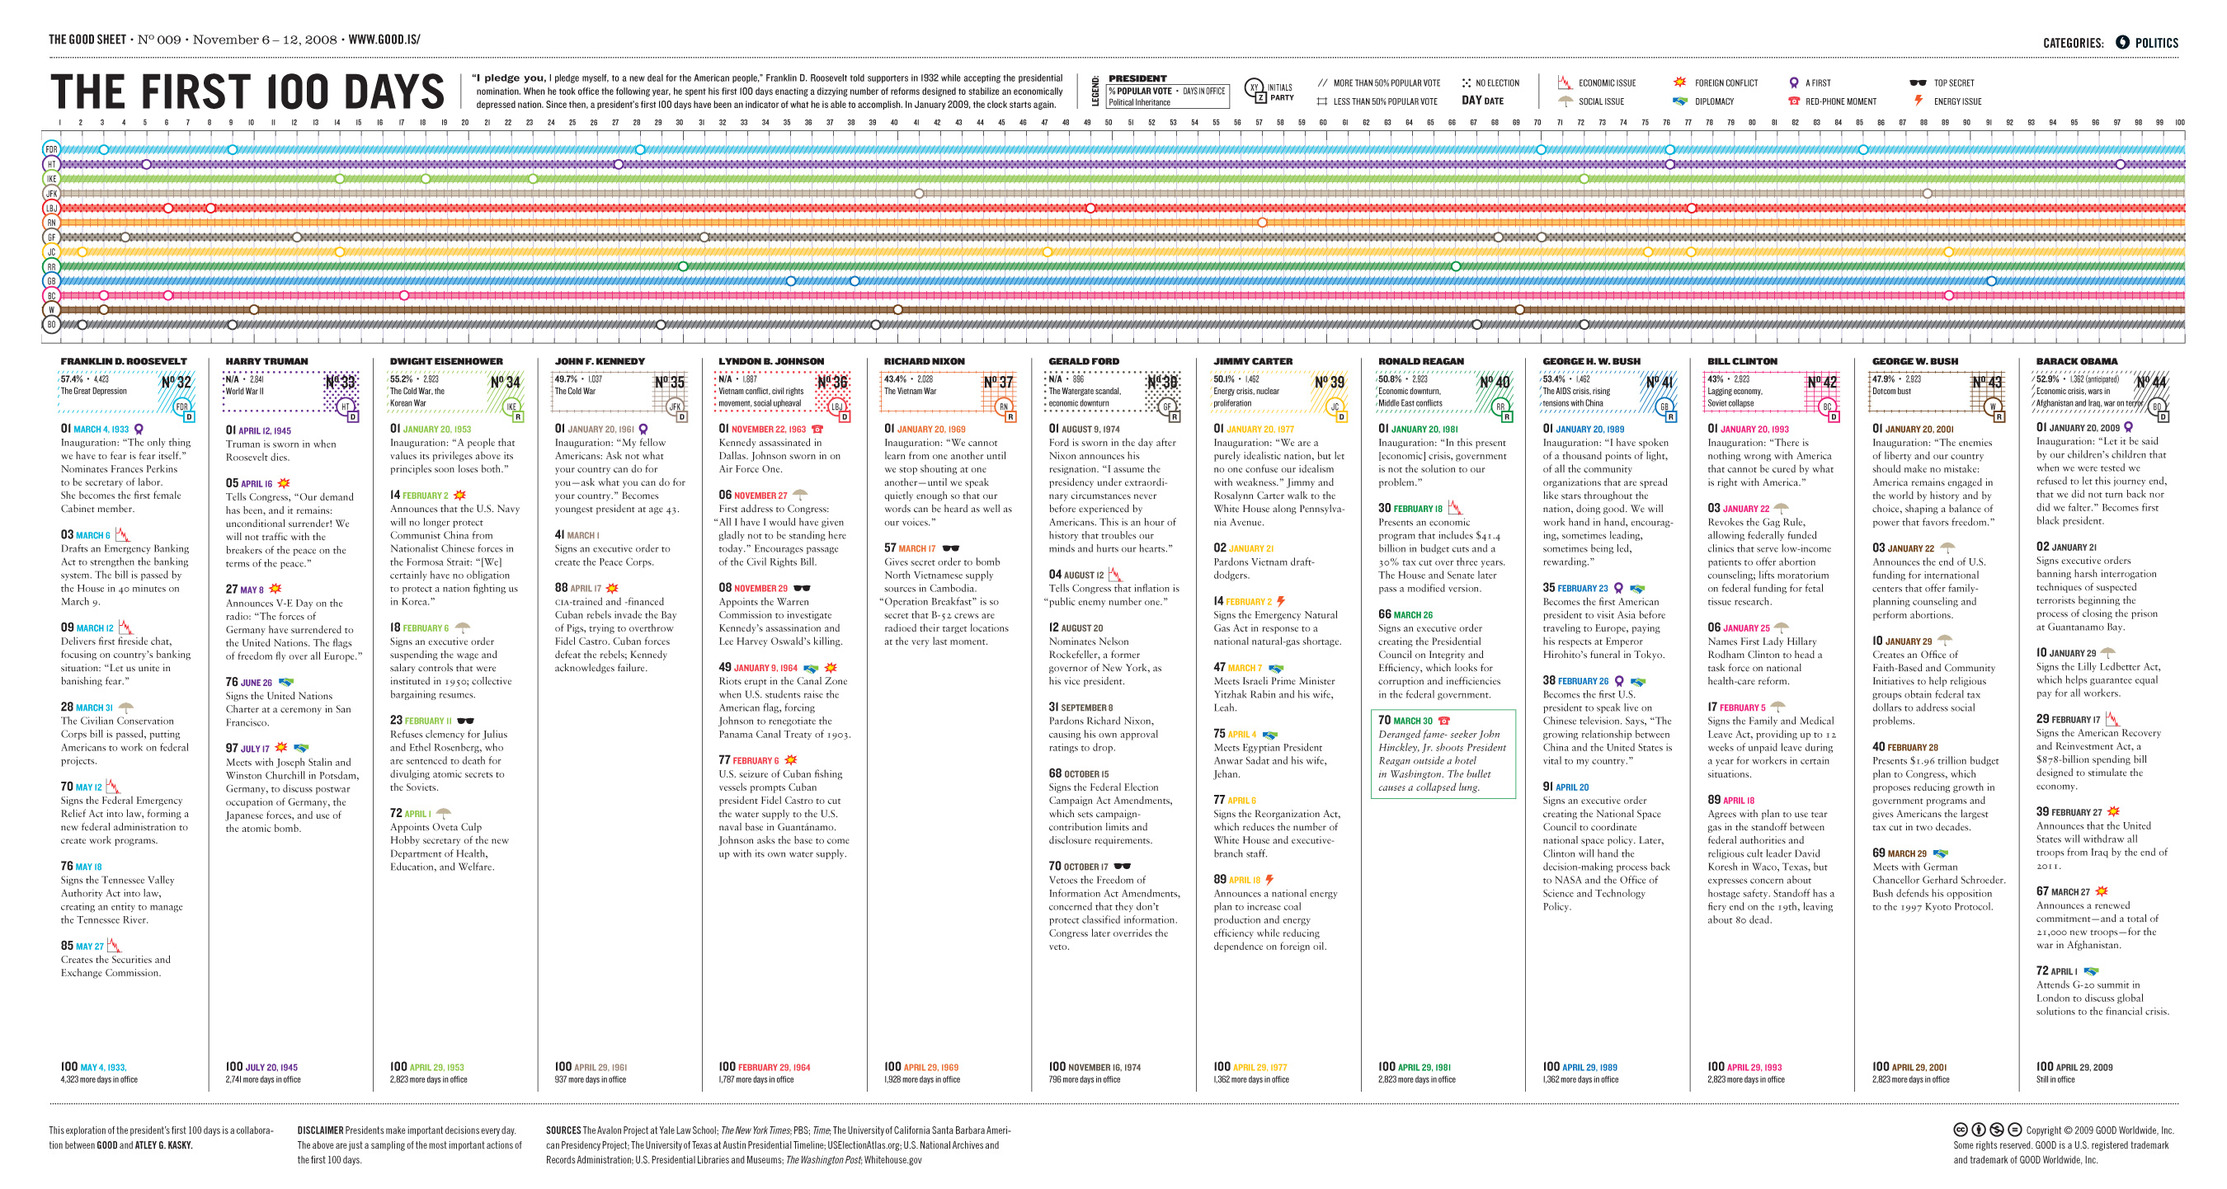 THE GOOD SHEET • Nº 009 • November 6 – 12, 2008 • WWW.GOOD.IS/
CATEGORIES: POLITICS
THE FIRST 100 DAYS
“I pledge you, I pledge myself, to a new deal for the American people,” Franklin D. Roosevelt told supporters in 1932 while accepting the presidential
nomination. When he took office the following year, he spent his first 100 days enacting a dizzying number of reforms designed to stabilize an economically
depressed nation. Since then, a president’s first 100 days have been an indicator of what he is able to accomplish. In January 2009, the clock starts again.
LEGEND:
PRESIDENT
% POPULAR VOTE • DAYS IN OFFICE
Political Inheritance
XY INITIALS
Z PARTY
MORE THAN 50% POPULAR VOTE
LESS THAN 50% POPULAR VOTE
NO ELECTION
DAY DATE
ECONOMIC ISSUE
SOCIAL ISSUE
FOREIGN CONFLICT
DIPLOMACY
A FIRST
RED-PHONE MOMENT
TOP SECRET
ENERGY ISSUE
1 2 3 4 5 6 7 8 9 10 11 12 13 14 15 16 17 18 19 20 21 22 23 24 25 26 27 28 29 30 31 32 33 34 35 36 37 38 39 40 41 42 43 44 45 46 47 48 49 50 51 52 53 54 55 56 57 58 59 60 61 62 63 64 65 66 67 68 69 70 71 72 73 74 75 76 77 78 79 80 81 82 83 84 85 86 87 88 89 90 91 92 93 94 95 96 97 98 99 100
FDR
HT
IKE
JFK
LBJ
RN
GF
JC
RR
GB
BC
W
BO
FRANKLIN D. ROOSEVELT
57.4% • 4,423
Nº 32
The Great Depression
FDR
D
01 MARCH 4, 1933
Inauguration: “The only thing
we have to fear is fear itself.”
Nominates Frances Perkins
to be secretary of labor.
She becomes the first female
Cabinet member.
03 MARCH 6
Drafts an Emergency Banking
Act to strengthen the banking
system. The bill is passed by
the House in 40 minutes on
March 9.
09 MARCH 12
Delivers first fireside chat,
focusing on country’s banking
situation: “Let us unite in
banishing fear.”
28 MARCH 31
The Civilian Conservation
Corps bill is passed, putting
Americans to work on federal
projects.
70 MAY 12
Signs the Federal Emergency
Relief Act into law, forming a
new federal administration to
create work programs.
76 MAY 18
Signs the Tennessee Valley
Authority Act into law,
creating an entity to manage
the Tennessee River.
85 MAY 27
Creates the Securities and
Exchange Commission.
100 MAY 4, 1933,
4,323 more days in office
HARRY TRUMAN
N/A • 2,841
Nº 33
World War II
HT
D
01 APRIL 12, 1945
Truman is sworn in when
Roosevelt dies.
05 APRIL 16
Tells Congress, “Our demand
has been, and it remains:
unconditional surrender! We
will not traffic with the
breakers of the peace on the
terms of the peace.”
27 MAY 8
Announces V-E Day on the
radio: “The forces of
Germany have surrendered to
the United Nations. The flags
of freedom fly over all Europe.”
76 JUNE 26
Signs the United Nations
Charter at a ceremony in San
Francisco.
97 JULY 17
Meets with Joseph Stalin and
Winston Churchill in Potsdam,
Germany, to discuss postwar
occupation of Germany, the
Japanese forces, and use of
the atomic bomb.
100 JULY 20, 1945
2,741 more days in office
DWIGHT EISENHOWER
55.2% • 2,923
Nº 34
The Cold War, the
Korean War
IKE
R
01 JANUARY 20, 1953
Inauguration: “A people that
values its privileges above its
principles soon loses both.”
14 FEBRUARY 2
Announces that the U.S. Navy
will no longer protect
Communist China from
Nationalist Chinese forces in
the Formosa Strait: “[We]
certainly have no obligation
to protect a nation fighting us
in Korea.”
18 FEBRUARY 6
Signs an executive order
suspending the wage and
salary controls that were
instituted in 1950; collective
bargaining resumes.
23 FEBRUARY 11
Refuses clemency for Julius
and Ethel Rosenberg, who
are sentenced to death for
divulging atomic secrets to
the Soviets.
72 APRIL 1
Appoints Oveta Culp
Hobby secretary of the new
Department of Health,
Education, and Welfare.
100 APRIL 29, 1953
2,823 more days in office
JOHN F. KENNEDY
49.7% • 1,037
Nº 35
The Cold War
JFK
D
01 JANUARY 20, 1961
Inauguration: “My fellow
Americans: Ask not what
your country can do for
you—ask what you can do for
your country.” Becomes
youngest president at age 43.
41 MARCH 1
Signs an executive order to
create the Peace Corps.
88 APRIL 17
CIA-trained and -financed
Cuban rebels invade the Bay
of Pigs, trying to overthrow
Fidel Castro. Cuban forces
defeat the rebels; Kennedy
acknowledges failure.
100 APRIL 29, 1961
937 more days in office
LYNDON B. JOHNSON
N/A • 1,887
Nº 36
Vietnam conflict, civil rights
movement, social upheaval
LBJ
D
01 NOVEMBER 22, 1963
Kennedy assassinated in
Dallas. Johnson sworn in on
Air Force One.
06 NOVEMBER 27
First address to Congress:
“All I have I would have given
gladly not to be standing here
today.” Encourages passage
of the Civil Rights Bill.
08 NOVEMBER 29
Appoints the Warren
Commission to investigate
Kennedy’s assassination and
Lee Harvey Oswald’s killing.
49 JANUARY 9, 1964
Riots erupt in the Canal Zone
when U.S. students raise the
American flag, forcing
Johnson to renegotiate the
Panama Canal Treaty of 1903.
77 FEBRUARY 6
U.S. seizure of Cuban fishing
vessels prompts Cuban
president Fidel Castro to cut
the water supply to the U.S.
naval base in Guantánamo.
Johnson asks the base to come
up with its own water supply.
100 FEBRUARY 29, 1964
1,787 more days in office
RICHARD NIXON
43.4% • 2,028
Nº 37
The Vietnam War
RN
R
01 JANUARY 20, 1969
Inauguration: “We cannot
learn from one another until
we stop shouting at one
another—until we speak
quietly enough so that our
words can be heard as well as
our voices.”
57 MARCH 17
Gives secret order to bomb
North Vietnamese supply
sources in Cambodia.
“Operation Breakfast” is so
secret that B-52 crews are
radioed their target locations
at the very last moment.
100 APRIL 29, 1969
1,928 more days in office
GERALD FORD
N/A • 896
Nº 38
The Watergate scandal,
economic downturn
GF
R
01 AUGUST 9, 1974
Ford is sworn in the day after
Nixon announces his
resignation. “I assume the
presidency under extraordi-
nary circumstances never
before experienced by
Americans. This is an hour of
history that troubles our
minds and hurts our hearts.”
04 AUGUST 12
Tells Congress that inflation is
“public enemy number one.”
12 AUGUST 20
Nominates Nelson
Rockefeller, a former
governor of New York, as
his vice president.
31 SEPTEMBER 8
Pardons Richard Nixon,
causing his own approval
ratings to drop.
68 OCTOBER 15
Signs the Federal Election
Campaign Act Amendments,
which sets campaign-
contribution limits and
disclosure requirements.
70 OCTOBER 17
Vetoes the Freedom of
Information Act Amendments,
concerned that they don’t
protect classified information.
Congress later overrides the
veto.
100 NOVEMBER 16, 1974
796 more days in office
JIMMY CARTER
50.1% • 1,462
Nº 39
Energy crisis, nuclear
proliferation
JC
D
01 JANUARY 20, 1977
Inauguration: “We are a
purely idealistic nation, but let
no one confuse our idealism
with weakness.” Jimmy and
Rosalynn Carter walk to the
White House along Pennsylva-
nia Avenue.
02 JANUARY 21
Pardons Vietnam draft-
dodgers.
14 FEBRUARY 2
Signs the Emergency Natural
Gas Act in response to a
national natural-gas shortage.
47 MARCH 7
Meets Israeli Prime Minister
Yitzhak Rabin and his wife,
Leah.
75 APRIL 4
Meets Egyptian President
Anwar Sadat and his wife,
Jehan.
77 APRIL 6
Signs the Reorganization Act,
which reduces the number of
White House and executive-
branch staff.
89 APRIL 18
Announces a national energy
plan to increase coal
production and energy
efficiency while reducing
dependence on foreign oil.
100 APRIL 29, 1977
1,362 more days in office
RONALD REAGAN
50.8% • 2,923
Nº 40
Economic downturn,
Middle East conflicts
RR
R
01 JANUARY 20, 1981
Inauguration: “In this present
[economic] crisis, government
is not the solution to our
problem.”
30 FEBRUARY 18
Presents an economic
program that includes $41.4
billion in budget cuts and a
30% tax cut over three years.
The House and Senate later
pass a modified version.
66 MARCH 26
Signs an executive order
creating the Presidential
Council on Integrity and
Efficiency, which looks for
corruption and inefficiencies
in the federal government.
70 MARCH 30
Deranged fame- seeker John
Hinckley, Jr. shoots President
Reagan outside a hotel
in Washington. The bullet
causes a collapsed lung.
100 APRIL 29, 1981
2,823 more days in office
GEORGE H. W. BUSH
53.4% • 1,462
Nº 41
The AIDS crisis, rising
tensions with China
GB
R
01 JANUARY 20, 1989
Inauguration: “I have spoken
of a thousand points of light,
of all the community
organizations that are spread
like stars throughout the
nation, doing good. We will
work hand in hand, encourag-
ing, sometimes leading,
sometimes being led,
rewarding.”
35 FEBRUARY 23
Becomes the first American
president to visit Asia before
traveling to Europe, paying
his respects at Emperor
Hirohito’s funeral in Tokyo.
38 FEBRUARY 26
Becomes the first U.S.
president to speak live on
Chinese television. Says, “The
growing relationship between
China and the United States is
vital to my country.”
91 APRIL 20
Signs an executive order
creating the National Space
Council to coordinate
national space policy. Later,
Clinton will hand the
decision-making process back
to NASA and the Office of
Science and Technology
Policy.
100 APRIL 29, 1989
1,362 more days in office
BILL CLINTON
43% • 2,923
Nº 42
Lagging economy,
Soviet collapse
BC
D
01 JANUARY 20, 1993
Inauguration: “There is
nothing wrong with America
that cannot be cured by what
is right with America.”
03 JANUARY 22
Revokes the Gag Rule,
allowing federally funded
clinics that serve low-income
patients to offer abortion
counseling; lifts moratorium
on federal funding for fetal
tissue research.
06 JANUARY 25
Names First Lady Hillary
Rodham Clinton to head a
task force on national
health-care reform.
17 FEBRUARY 5
Signs the Family and Medical
Leave Act, providing up to 12
weeks of unpaid leave during
a year for workers in certain
situations.
89 APRIL 18
Agrees with plan to use tear
gas in the standoff between
federal authorities and
religious cult leader David
Koresh in Waco, Texas, but
expresses concern about
hostage safety. Standoff has a
fiery end on the 19th, leaving
about 80 dead.
100 APRIL 29, 1993
2,823 more days in office
GEORGE W. BUSH
47.9% • 2,923
Nº 43
Dotcom bust
W
R
01 JANUARY 20, 2001
Inauguration: “The enemies
of liberty and our country
should make no mistake:
America remains engaged in
the world by history and by
choice, shaping a balance of
power that favors freedom.”
03 JANUARY 22
Announces the end of U.S.
funding for international
centers that offer family-
planning counseling and
perform abortions.
10 JANUARY 29
Creates an Office of
Faith-Based and Community
Initiatives to help religious
groups obtain federal tax
dollars to address social
problems.
40 FEBRUARY 28
Presents $1.96 trillion budget
plan to Congress, which
proposes reducing growth in
government programs and
gives Americans the largest
tax cut in two decades.
69 MARCH 29
Meets with German
Chancellor Gerhard Schroeder.
Bush defends his opposition
to the 1997 Kyoto Protocol.
100 APRIL 29, 2001
2,823 more days in office
BARACK OBAMA
52.9% • 1,362 (anticipated)
Nº 44
Economic crisis, wars in
Afghanistan and Iraq, war on terror
BO
D
01 JANUARY 20, 2009
Inauguration: “Let it be said
by our children’s children that
when we were tested we
refused to let this journey end,
that we did not turn back nor
did we falter.” Becomes first
black president.
02 JANUARY 21
Signs executive orders
banning harsh interrogation
techniques of suspected
terrorists beginning the
process of closing the prison
at Guantanamo Bay.
10 JANUARY 29
Signs the Lilly Ledbetter Act,
which helps guarantee equal
pay for all workers.
29 FEBRUARY 17
Signs the American Recovery
and Reinvestment Act, a
$878-billion spending bill
designed to stimulate the
economy.
39 FEBRUARY 27
Announces that the United
States will withdraw all
troops from Iraq by the end of
2011.
67 MARCH 27
Announces a renewed
commitment—and a total of
21,000 new troops—for the
war in Afghanistan.
72 APRIL 1
Attends G-20 summit in
London to discuss global
solutions to the financial crisis.
100 APRIL 29, 2009
Still in office
This exploration of the president’s first 100 days is a collabora-
tion between GOOD and ATLEY G. KASKY.
DISCLAIMER Presidents make important decisions every day.
The above are just a sampling of the most important actions of
the first 100 days.
SOURCES The Avalon Project at Yale Law School; The New York Times; PBS; Time; The University of California Santa Barbara Ameri-
can Presidency Project; The University of Texas at Austin Presidential Timeline; USElectionAtlas.org; U.S. National Archives and
Records Administration; U.S. Presidential Libraries and Museums; The Washington Post; Whitehouse.gov
Copyright © 2009 GOOD Worldwide, Inc.
Some rights reserved. GOOD is a U.S. registered trademark
and trademark of GOOD Worldwide, Inc.